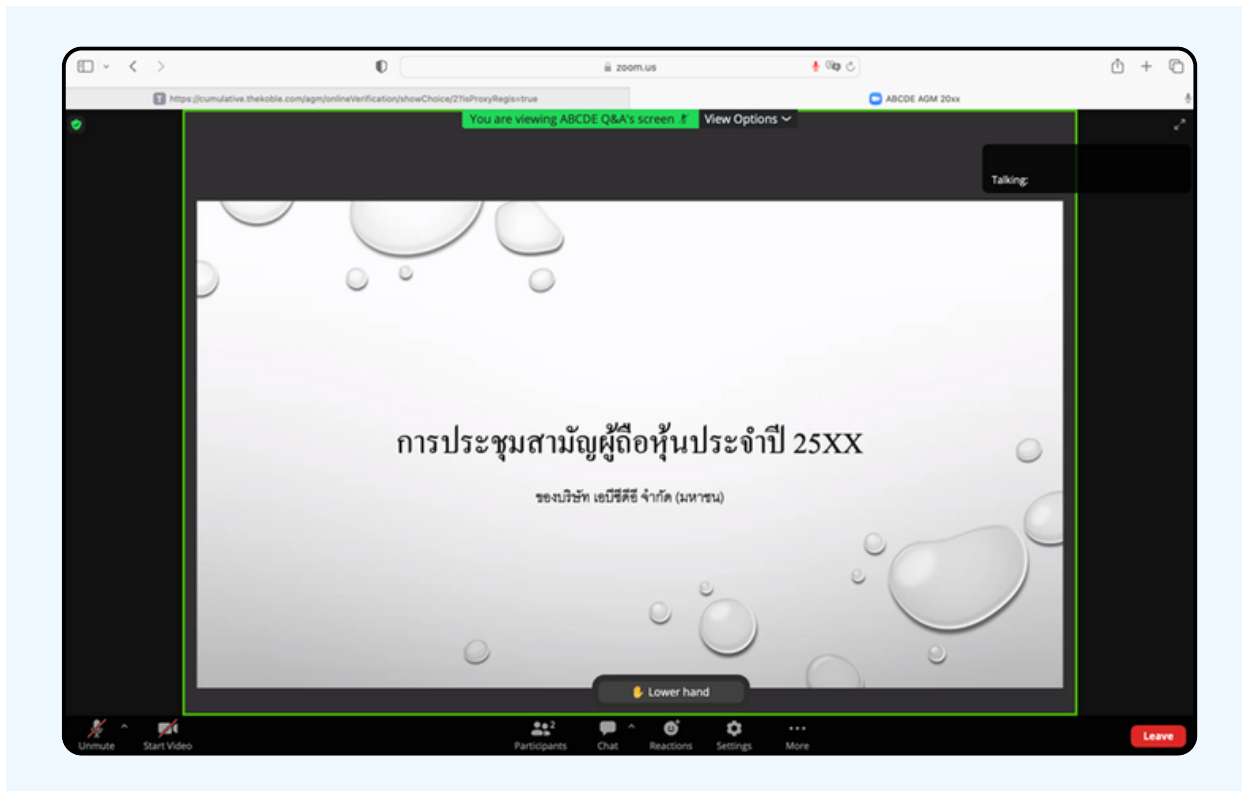 zoom.us
https://cumulative.thekoble.com/agm/onlineVerification/showChoice/2?isProxyRegis=true
ABCDE AGM 20xx
You are viewing ABCDE Q&A's screen
View Options
Talking:
การประชุมสามัญผู้ถือหุ้นประจำปี 25XX
ของบริษัท เอบีซีดีอี จำกัด (มหาชน)
Lower hand
Unmute
Start Video
2
Participants
Chat
Reactions
Settings
More
Leave